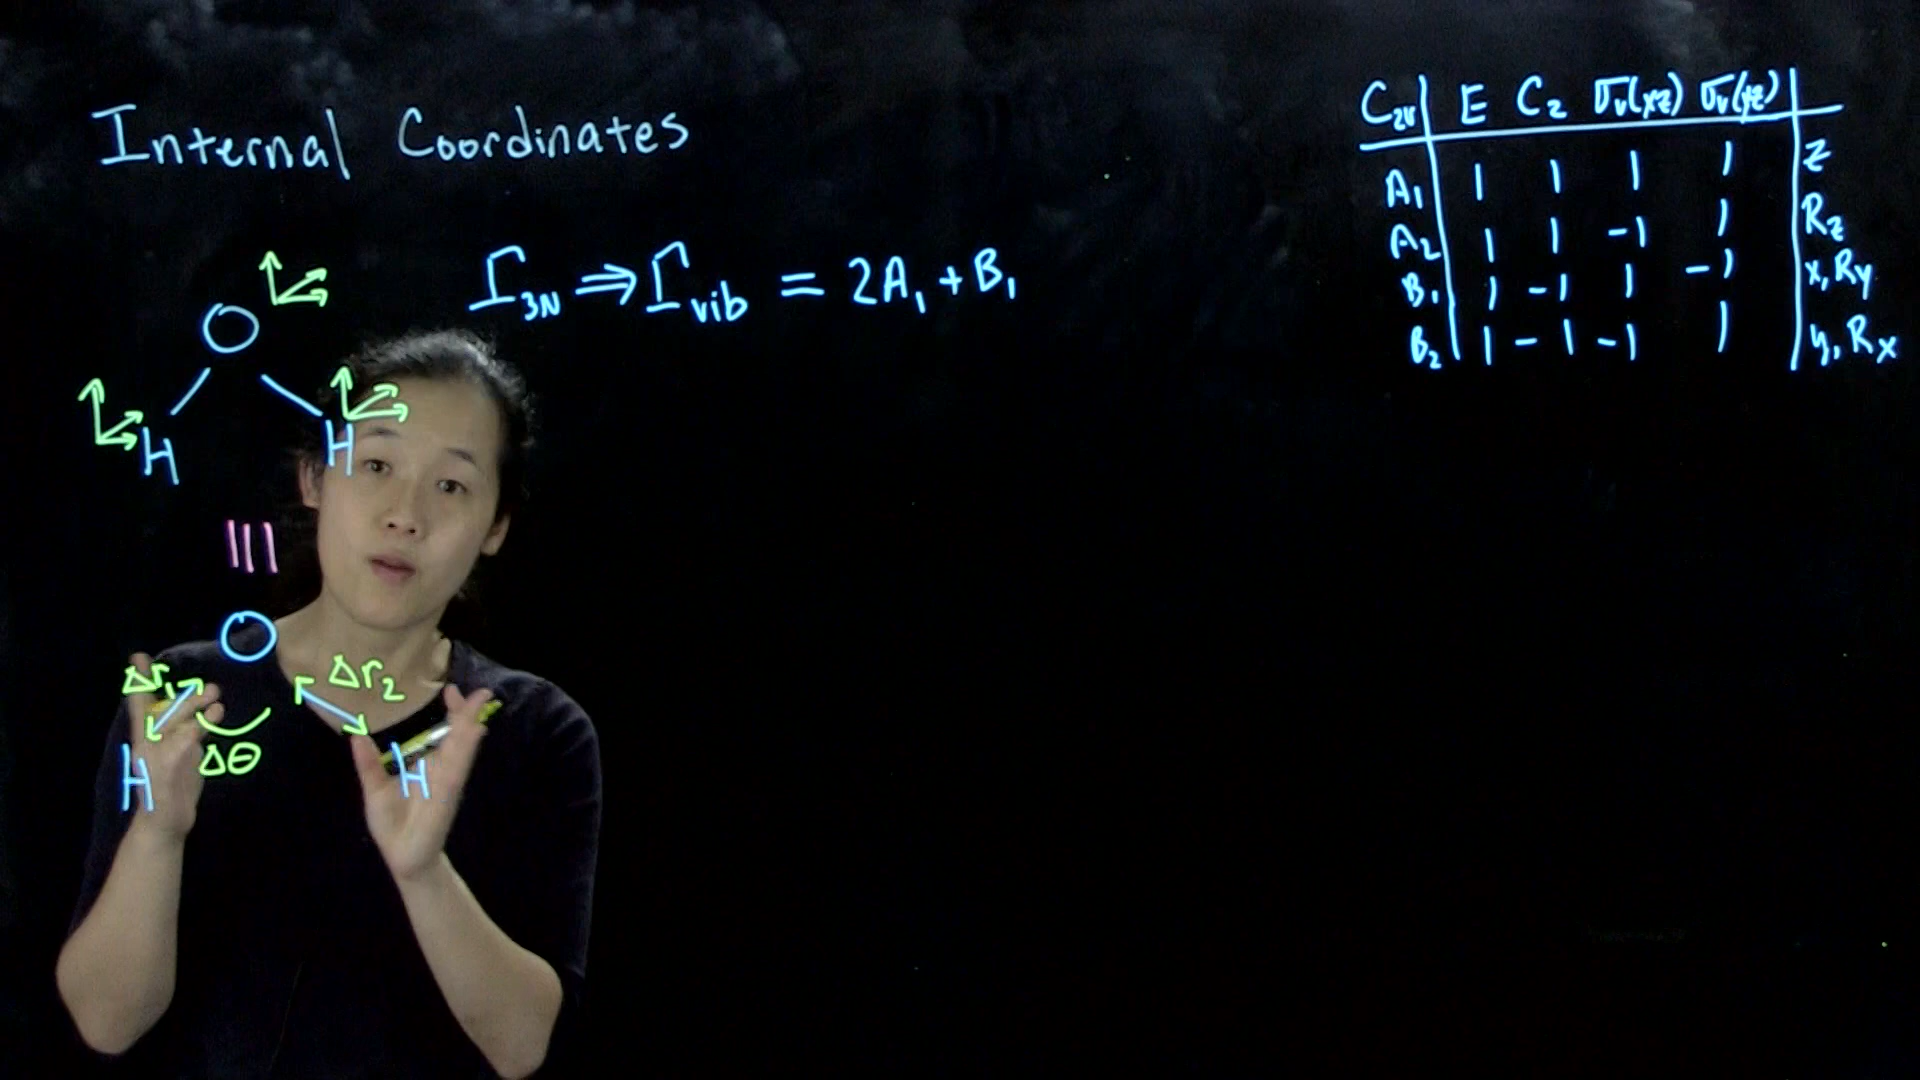 Internal Coordinates
Γ3N ⇒ Γvib = 2A1 + B1
O
H H
≡
O
Δr1 Δr2
Δθ
H H
C2v E C2 σv(xz) σv(yz)
A1 1 1 1 1 z
A2 1 1 -1 1 Rz
B1 1 -1 1 -1 x, Ry
B2 1 -1 -1 1 y, Rx